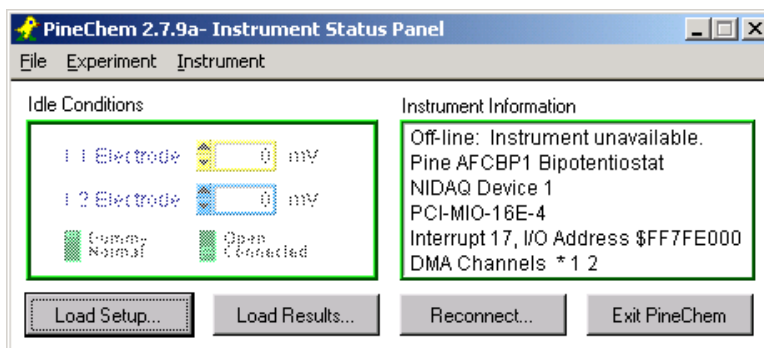 PineChem 2.7.9a- Instrument Status Panel
File Experiment Instrument
Idle Conditions
Instrument Information
Electrode 0 mV
Electrode 0 mV
Dummy
Normal
Open
Connected
Off-line: Instrument unavailable.
Pine AFCBP1 Bipotentiostat
NIDAQ Device 1
PCI-MIO-16E-4
Interrupt 17, I/O Address $FF7FE000
DMA Channels * 1 2
Load Setup...
Load Results...
Reconnect...
Exit PineChem